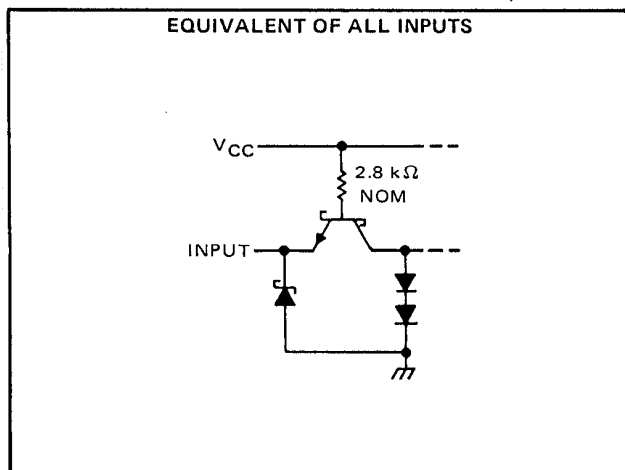 EQUIVALENT OF ALL INPUTS
VCC
2.8 kΩ
NOM
INPUT